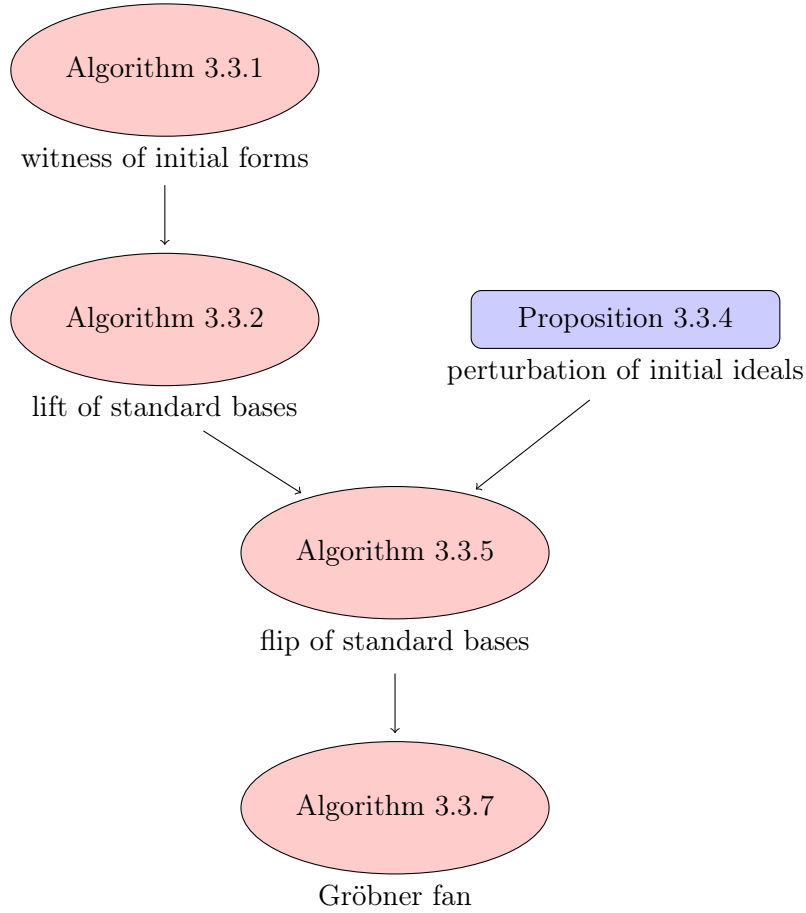 Algorithm 3.3.1
witness of initial forms
Algorithm 3.3.2
lift of standard bases
Proposition 3.3.4
perturbation of initial ideals
Algorithm 3.3.5
flip of standard bases
Algorithm 3.3.7
Gröbner fan